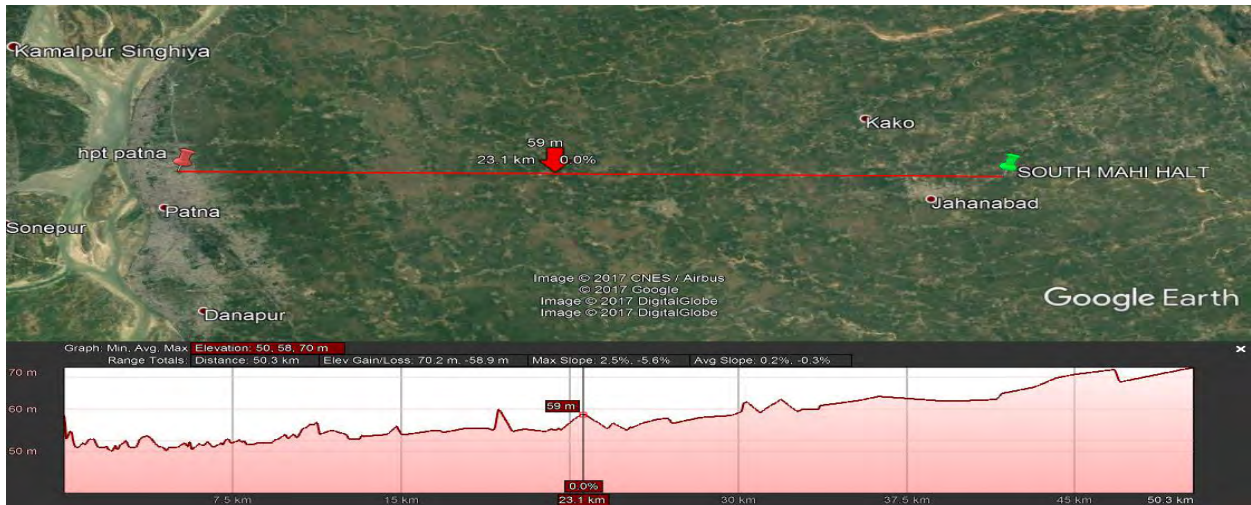 Kamalpur Singhiya
hpt patna
59 m
23.1 km 0.0%
Kako
SOUTH MAHI HALT
Patna
Jahanabad
Sonepur
Danapur
Image © 2017 CNES / Airbus
© 2017 Google
Image © 2017 DigitalGlobe
Image © 2017 DigitalGlobe
Google Earth
Graph: Min, Avg, Max Elevation: 50, 58, 70 m
Range Totals: Distance: 50.3 km Elev Gain/Loss: 70.2 m, -58.9 m Max Slope: 2.5%, -5.6% Avg Slope: 0.2%, -0.3%
70 m
60 m
50 m
59 m
0.0%
7.5 km 15 km 23.1 km 30 km 37.5 km 45 km 50.3 km